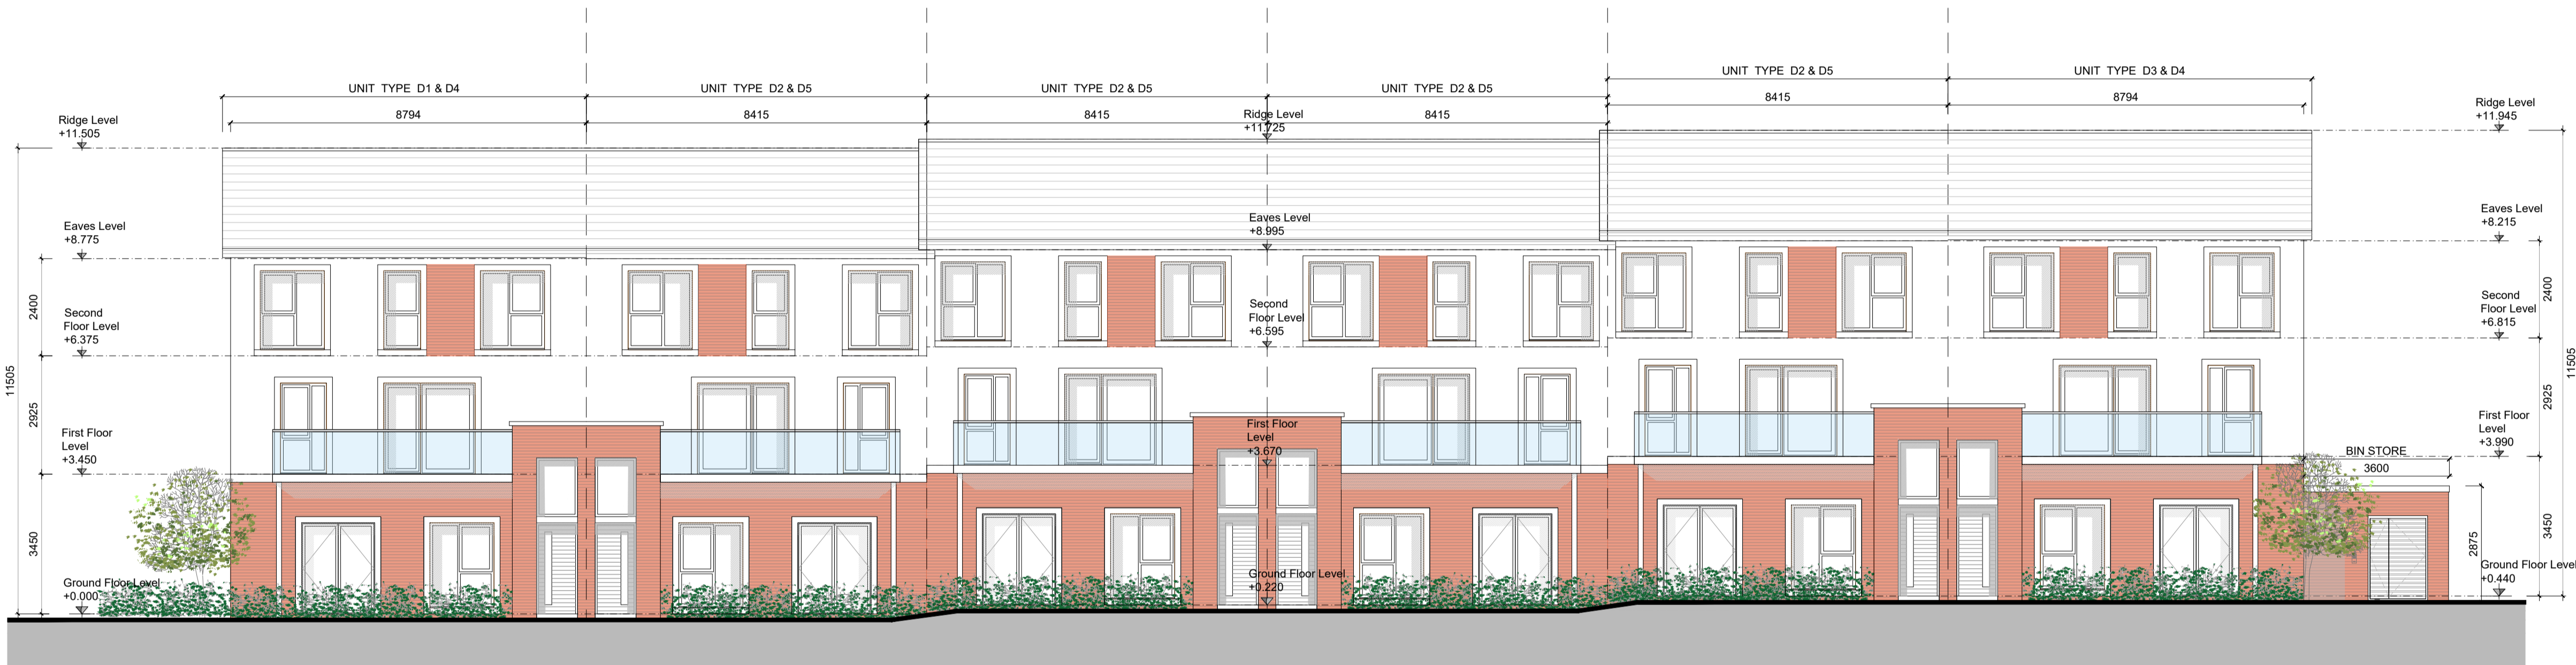 UNIT TYPE D1 & D4
UNIT TYPE D2 & D5
UNIT TYPE D2 & D5
UNIT TYPE D2 & D5
UNIT TYPE D2 & D5
UNIT TYPE D3 & D4
8794
8415
8415
8415
8415
8794
Ridge Level
+11.505
Eaves Level
+8.775
Second
Floor Level
+6.375
First Floor
Level
+3.450
Ground Floor Level
+0.000
11505
2400
2925
3450
Ridge Level
+11.725
Eaves Level
+8.995
Second
Floor Level
+6.595
First Floor
Level
+3.670
Ground Floor Level
+0.220
Ridge Level
+11.945
Eaves Level
+8.215
Second
Floor Level
+6.815
First Floor
Level
+3.990
Ground Floor Level
+0.440
BIN STORE
3600
2875
2400
2925
3450
11505